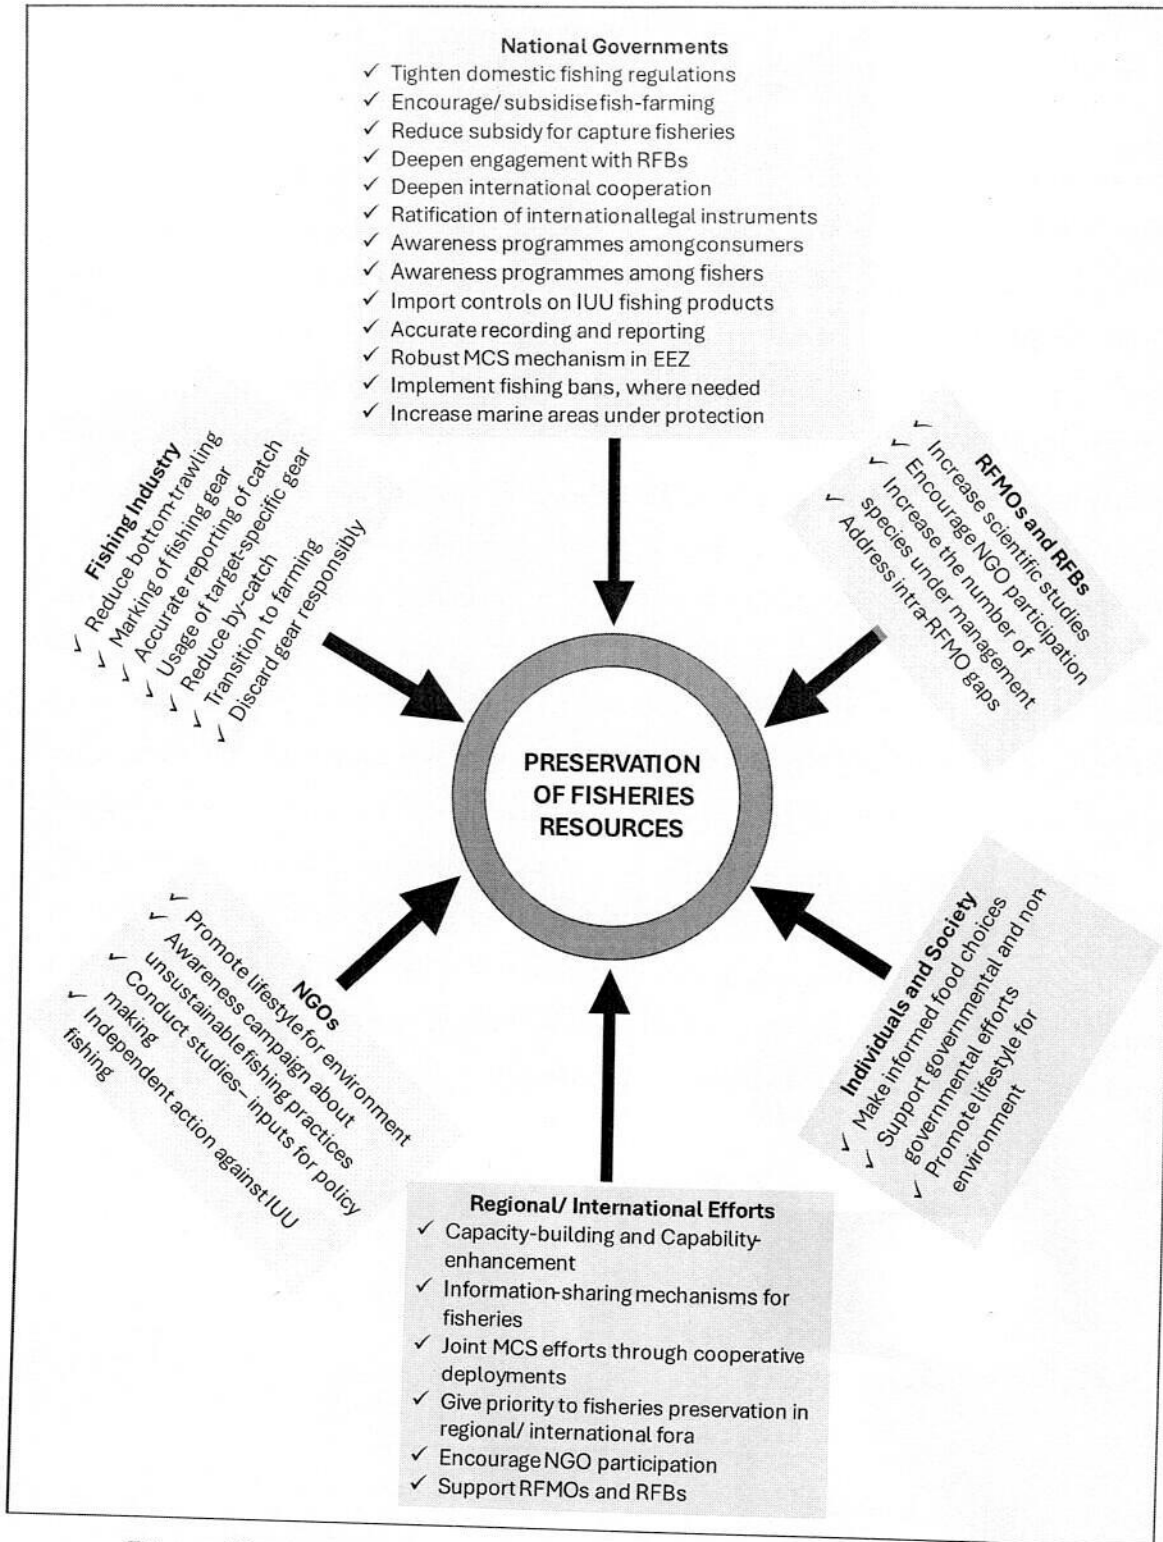 National Governments
✓ Tighten domestic fishing regulations
✓ Encourage/ subsidise fish-farming
✓ Reduce subsidy for capture fisheries
✓ Deepen engagement with RFBs
✓ Deepen international cooperation
✓ Ratification of internationallegal instruments
✓ Awareness programmes amongconsumers
✓ Awareness programmes among fishers
✓ Import controls on IUU fishing products
✓ Accurate recording and reporting
✓ Robust MCS mechanism in EEZ
✓ Implement fishing bans, where needed
✓ Increase marine areas under protection
Fishing Industry
✓ Reduce bottom-trawling
✓ Marking of fishing gear
✓ Accurate reporting of catch
✓ Usage of target-specific gear
✓ Reduce by-catch
✓ Transition to farming
✓ Discard gear responsibly
RFMOs and RFBs
✓ Increase scientific studies
✓ Encourage NGO participation
✓ Increase the number of
species under management
✓ Address intra-RFMO gaps
PRESERVATION
OF FISHERIES
RESOURCES
NGOs
✓ Promote lifestyle for environment
✓ Awareness campaign about
unsustainable fishing practices
✓ Conduct studies– inputs for policy
making
✓ Independent action against IUU
fishing
Individuals and Society
✓ Make informed food choices
✓ Support governmental and non
governmental efforts
✓ Promote lifestyle for
environment
Regional/ International Efforts
✓ Capacity-building and Capability-
enhancement
✓ Information-sharing mechanisms for
fisheries
✓ Joint MCS efforts through cooperative
deployments
✓ Give priority to fisheries preservation in
regional/ international fora
✓ Encourage NGO participation
✓ Support RFMOs and RFBs